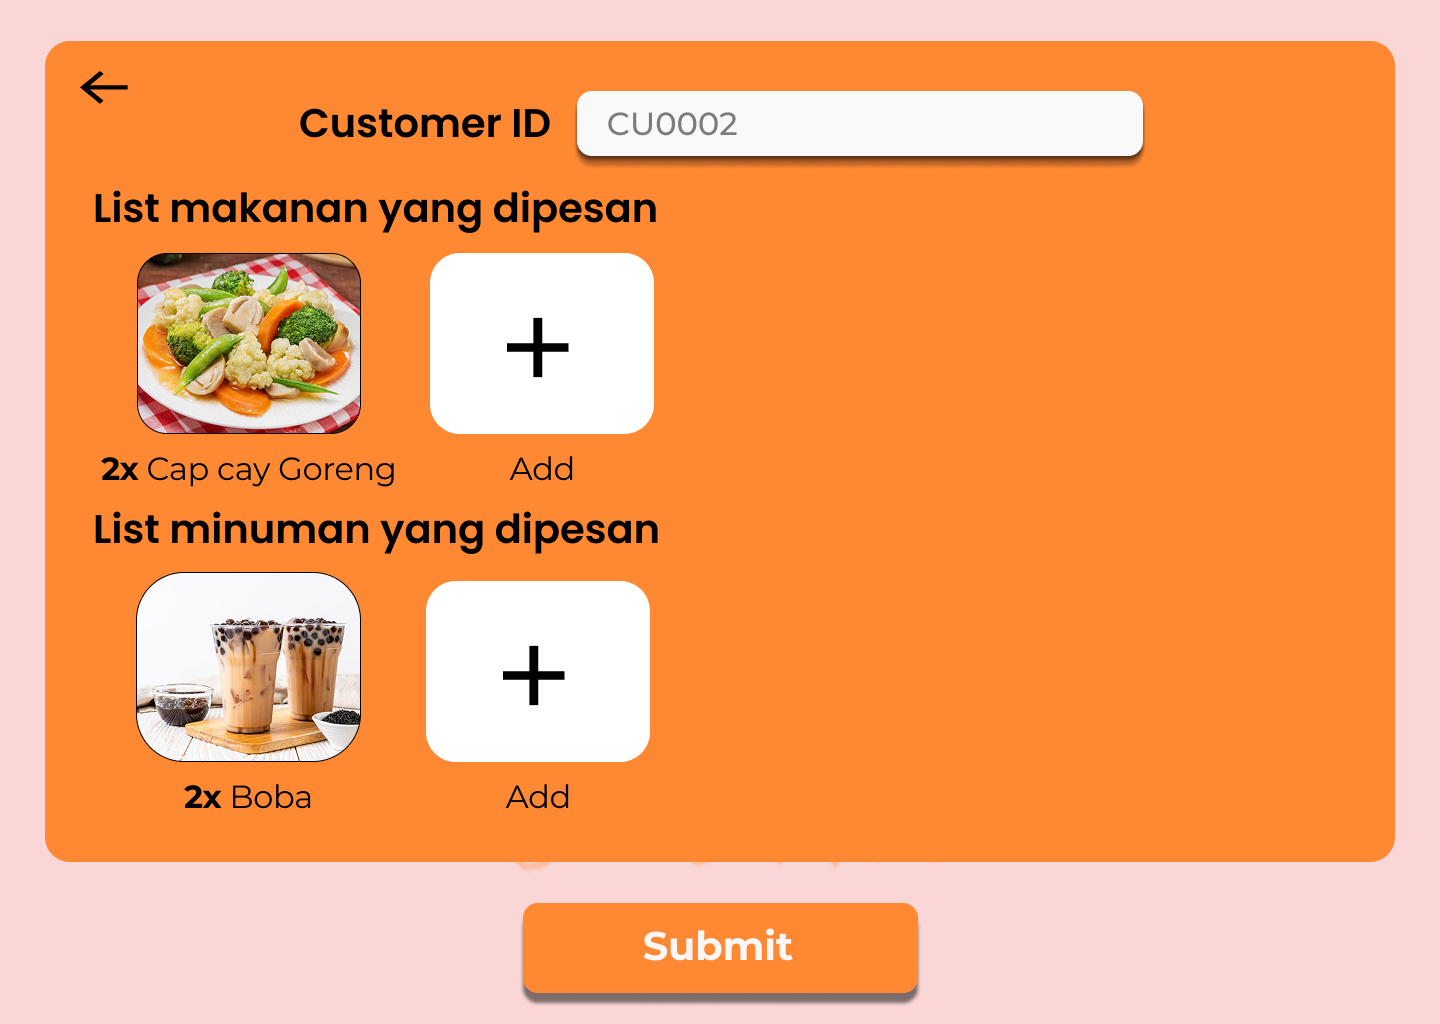 Customer ID CU0002
List makanan yang dipesan
2x Cap cay Goreng Add
List minuman yang dipesan
2x Boba Add
Submit